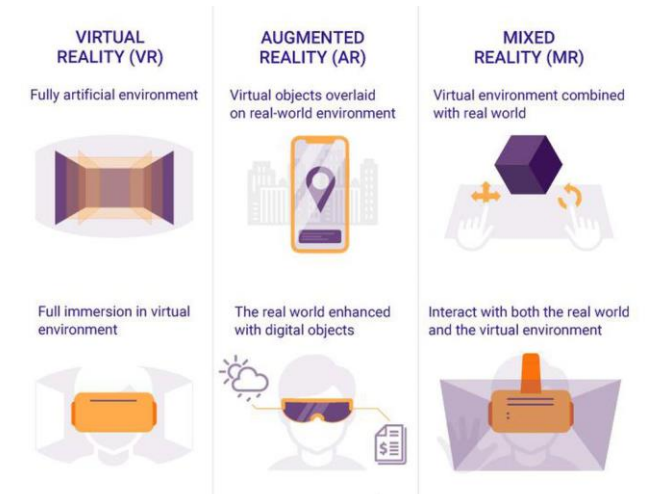 VIRTUAL
REALITY (VR)
Fully artificial environment
Full immersion in virtual
environment
AUGMENTED
REALITY (AR)
Virtual objects overlaid
on real-world environment
The real world enhanced
with digital objects
$
MIXED
REALITY (MR)
Virtual environment combined
with real world
Interact with both the real world
and the virtual environment